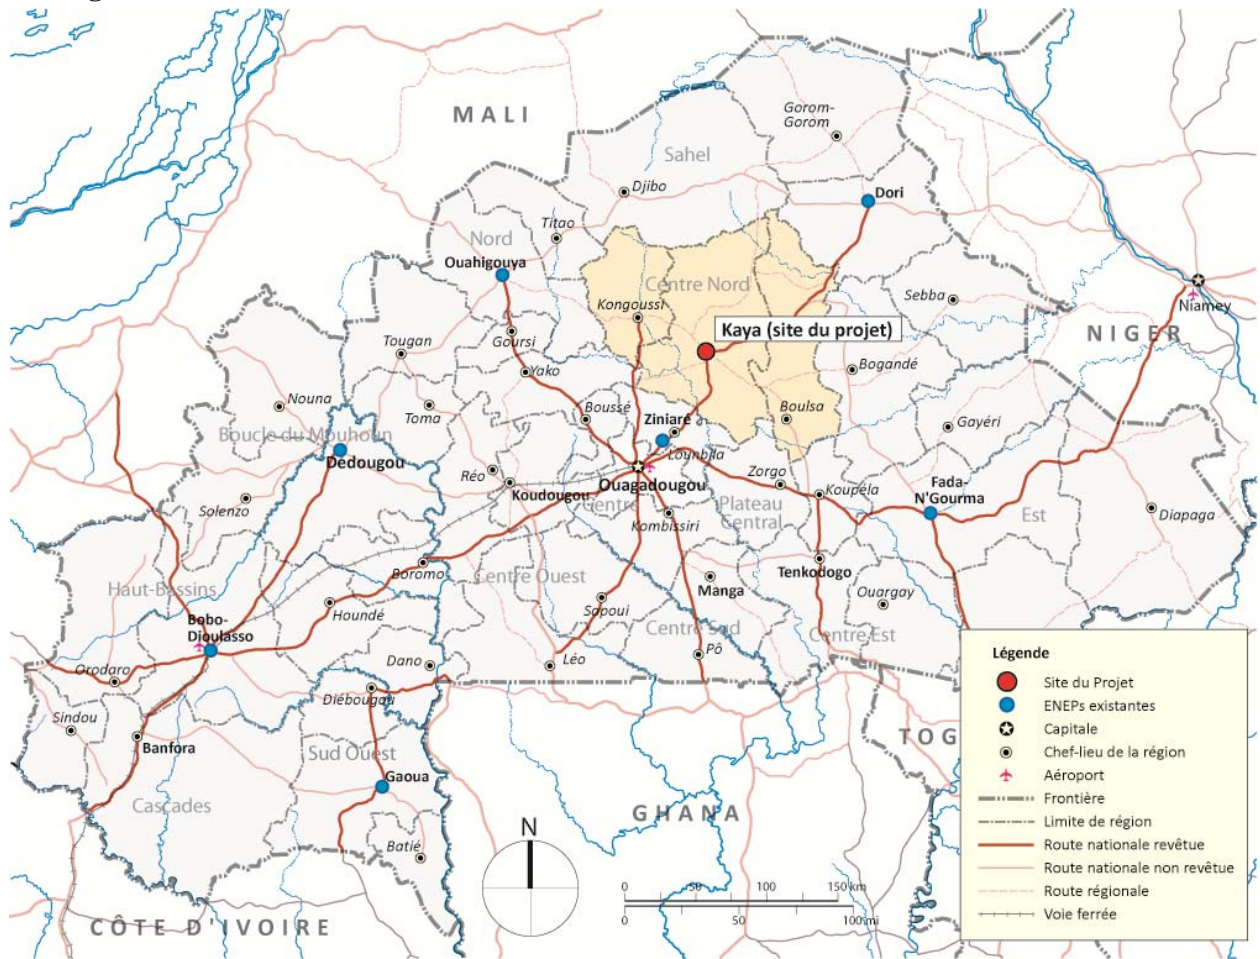 MALI
Gorom-
Gorom
Sahel
Djibo
Dori
Titao
Nord
Ouahigouya
Centre Nord
Kongoussi
Sebba
Niamey
NIGER
Kaya (site du projet)
Goursi
Tougan
Yako
Bogandé
Nouna
Toma
Boussé
Ziniaré
Boulsa
Gayéri
Boucle du Mouhoun
Loumbila
Dédougou
Réo
Koudougou
Ouagadougou
Centre
Zorgo
Koupéla
Fada-
N'Gourma
Solenzo
Kombissiri
Plateau
Central
Est
Diapaga
Boromo
Haut-Bassins
Centre Ouest
Tenkodogo
Manga
Ouargay
Houndé
Sapoui
Bobo-
Dioulasso
Centre Sud
Centre Est
Pô
Orodaro
Dano
Léo
Diébougau
Sindou
Banfora
Sud Ouest
Gaoua
Cascades
Batié
TOG
GHANA
CÔTE D'IVOIRE
N
0 50 100 150 km
0 50 100 mi
Légende
Site du Projet
ENEPs existantes
Capitale
Chef-lieu de la région
Aéroport
Frontière
Limite de région
Route nationale revêtue
Route nationale non revêtue
Route régionale
Voie ferrée